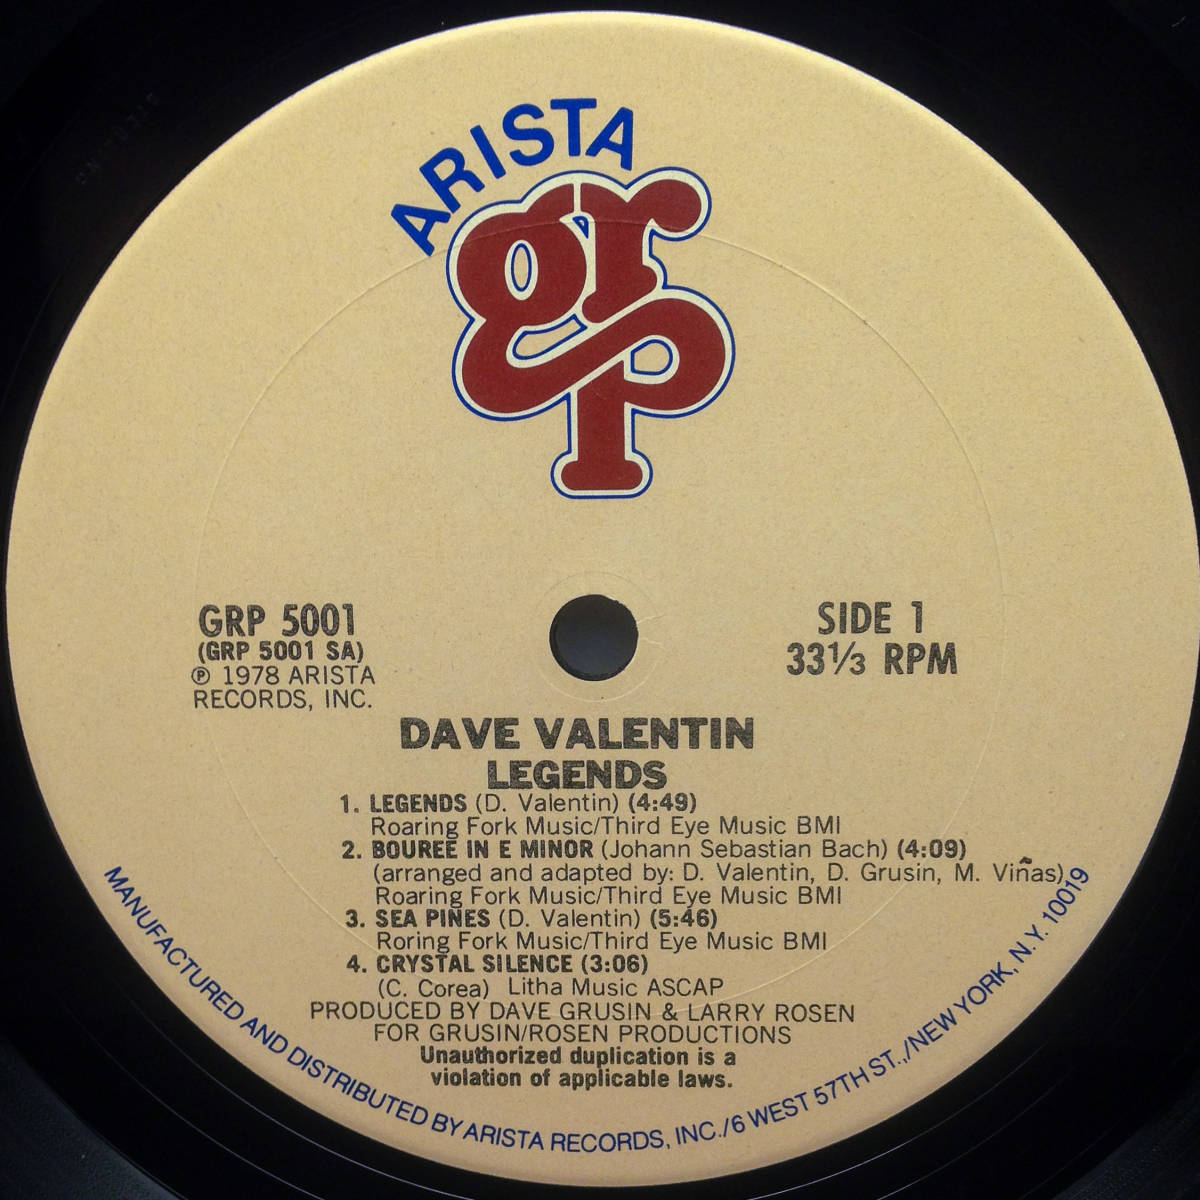 ARISTA
grp
GRP 5001
(GRP 5001 SA)
℗ 1978 ARISTA
RECORDS, INC.
SIDE 1
33⅓ RPM
DAVE VALENTIN
LEGENDS
1. LEGENDS (D. Valentin) (4:49)
Roaring Fork Music/Third Eye Music BMI
2. BOUREE IN E MINOR (Johann Sebastian Bach) (4:09)
(arranged and adapted by: D. Valentin, D. Grusin, M. Viñas)
Roaring Fork Music/Third Eye Music BMI
3. SEA PINES (D. Valentin) (5:46)
Roring Fork Music/Third Eye Music BMI
4. CRYSTAL SILENCE (3:06)
(C. Corea) Litha Music ASCAP
PRODUCED BY DAVE GRUSIN & LARRY ROSEN
FOR GRUSIN/ROSEN PRODUCTIONS
Unauthorized duplication is a
violation of applicable laws.
MANUFACTURED AND DISTRIBUTED BY ARISTA RECORDS, INC./6 WEST 57TH ST.,/NEW YORK, N.Y. 10019